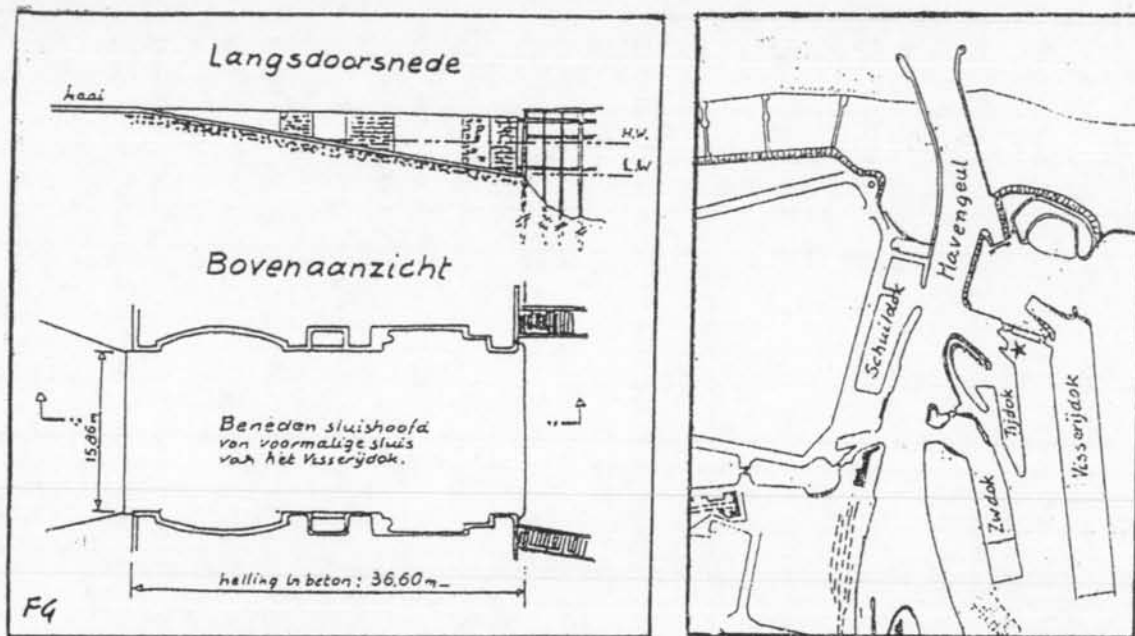 Langsdoorsnede
kaai
H.W.
L.W
Bovenaanzicht
15.86 m
Beneden sluishoofd
van voormalige sluis
van het Visserijdok.
helling in beton: 36,60 m
FG
Havengeul
Schuildok
Tijdok
Visserijdok
Zwdok